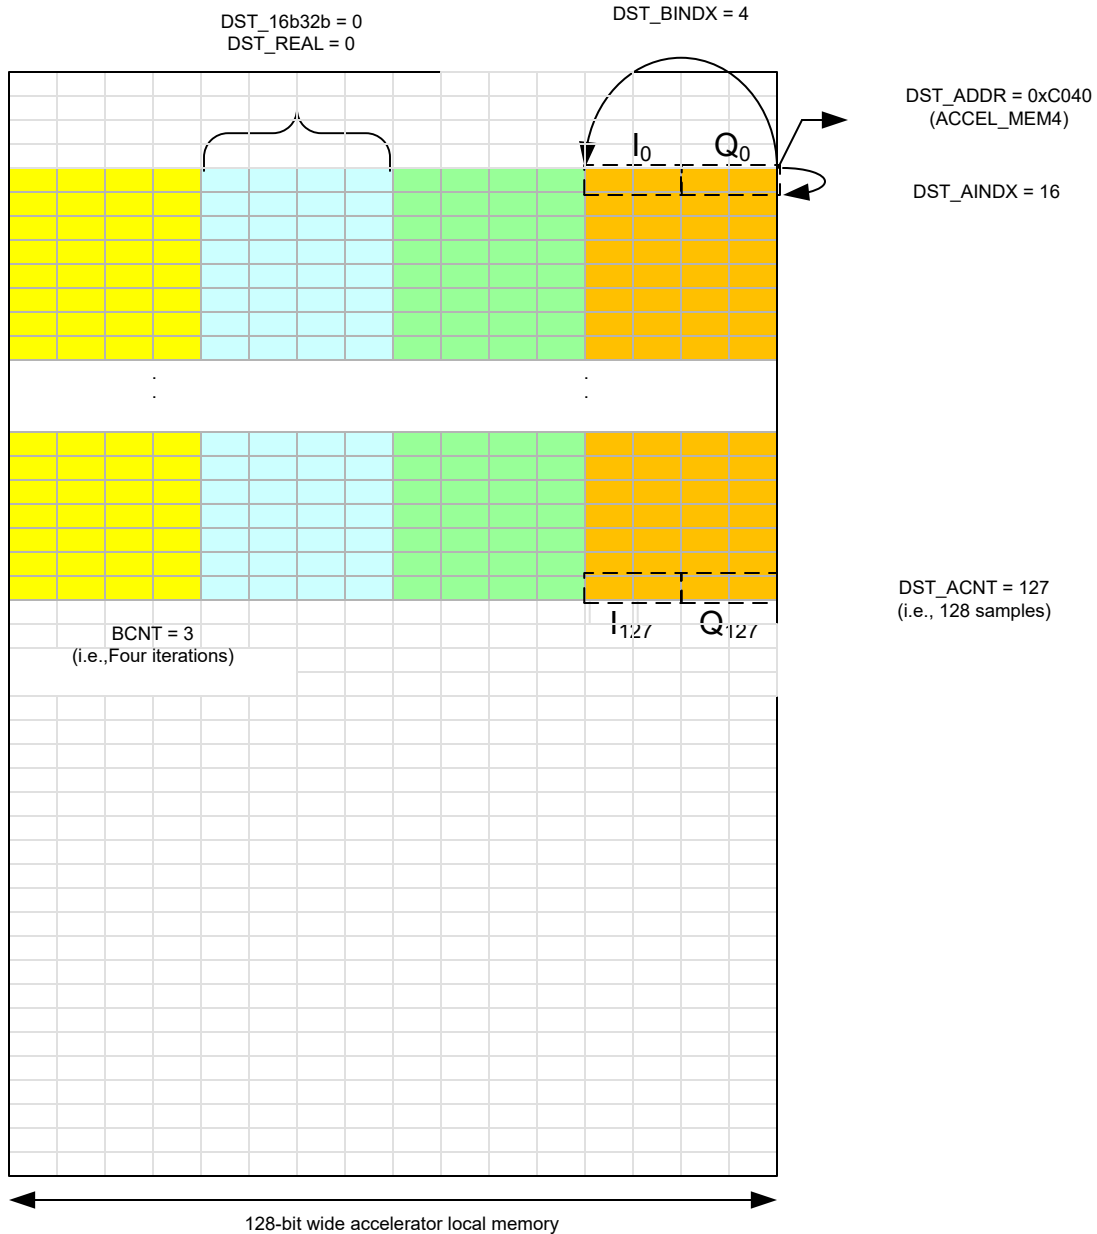 DST_16b32b = 0
DST_REAL = 0
DST_BINDX = 4
DST_ADDR = 0xC040
(ACCEL_MEM4)
I0 Q0
DST_AINDX = 16
: :
DST_ACNT = 127
(i.e., 128 samples)
I127 Q127
BCNT = 3
(i.e.,Four iterations)
128-bit wide accelerator local memory